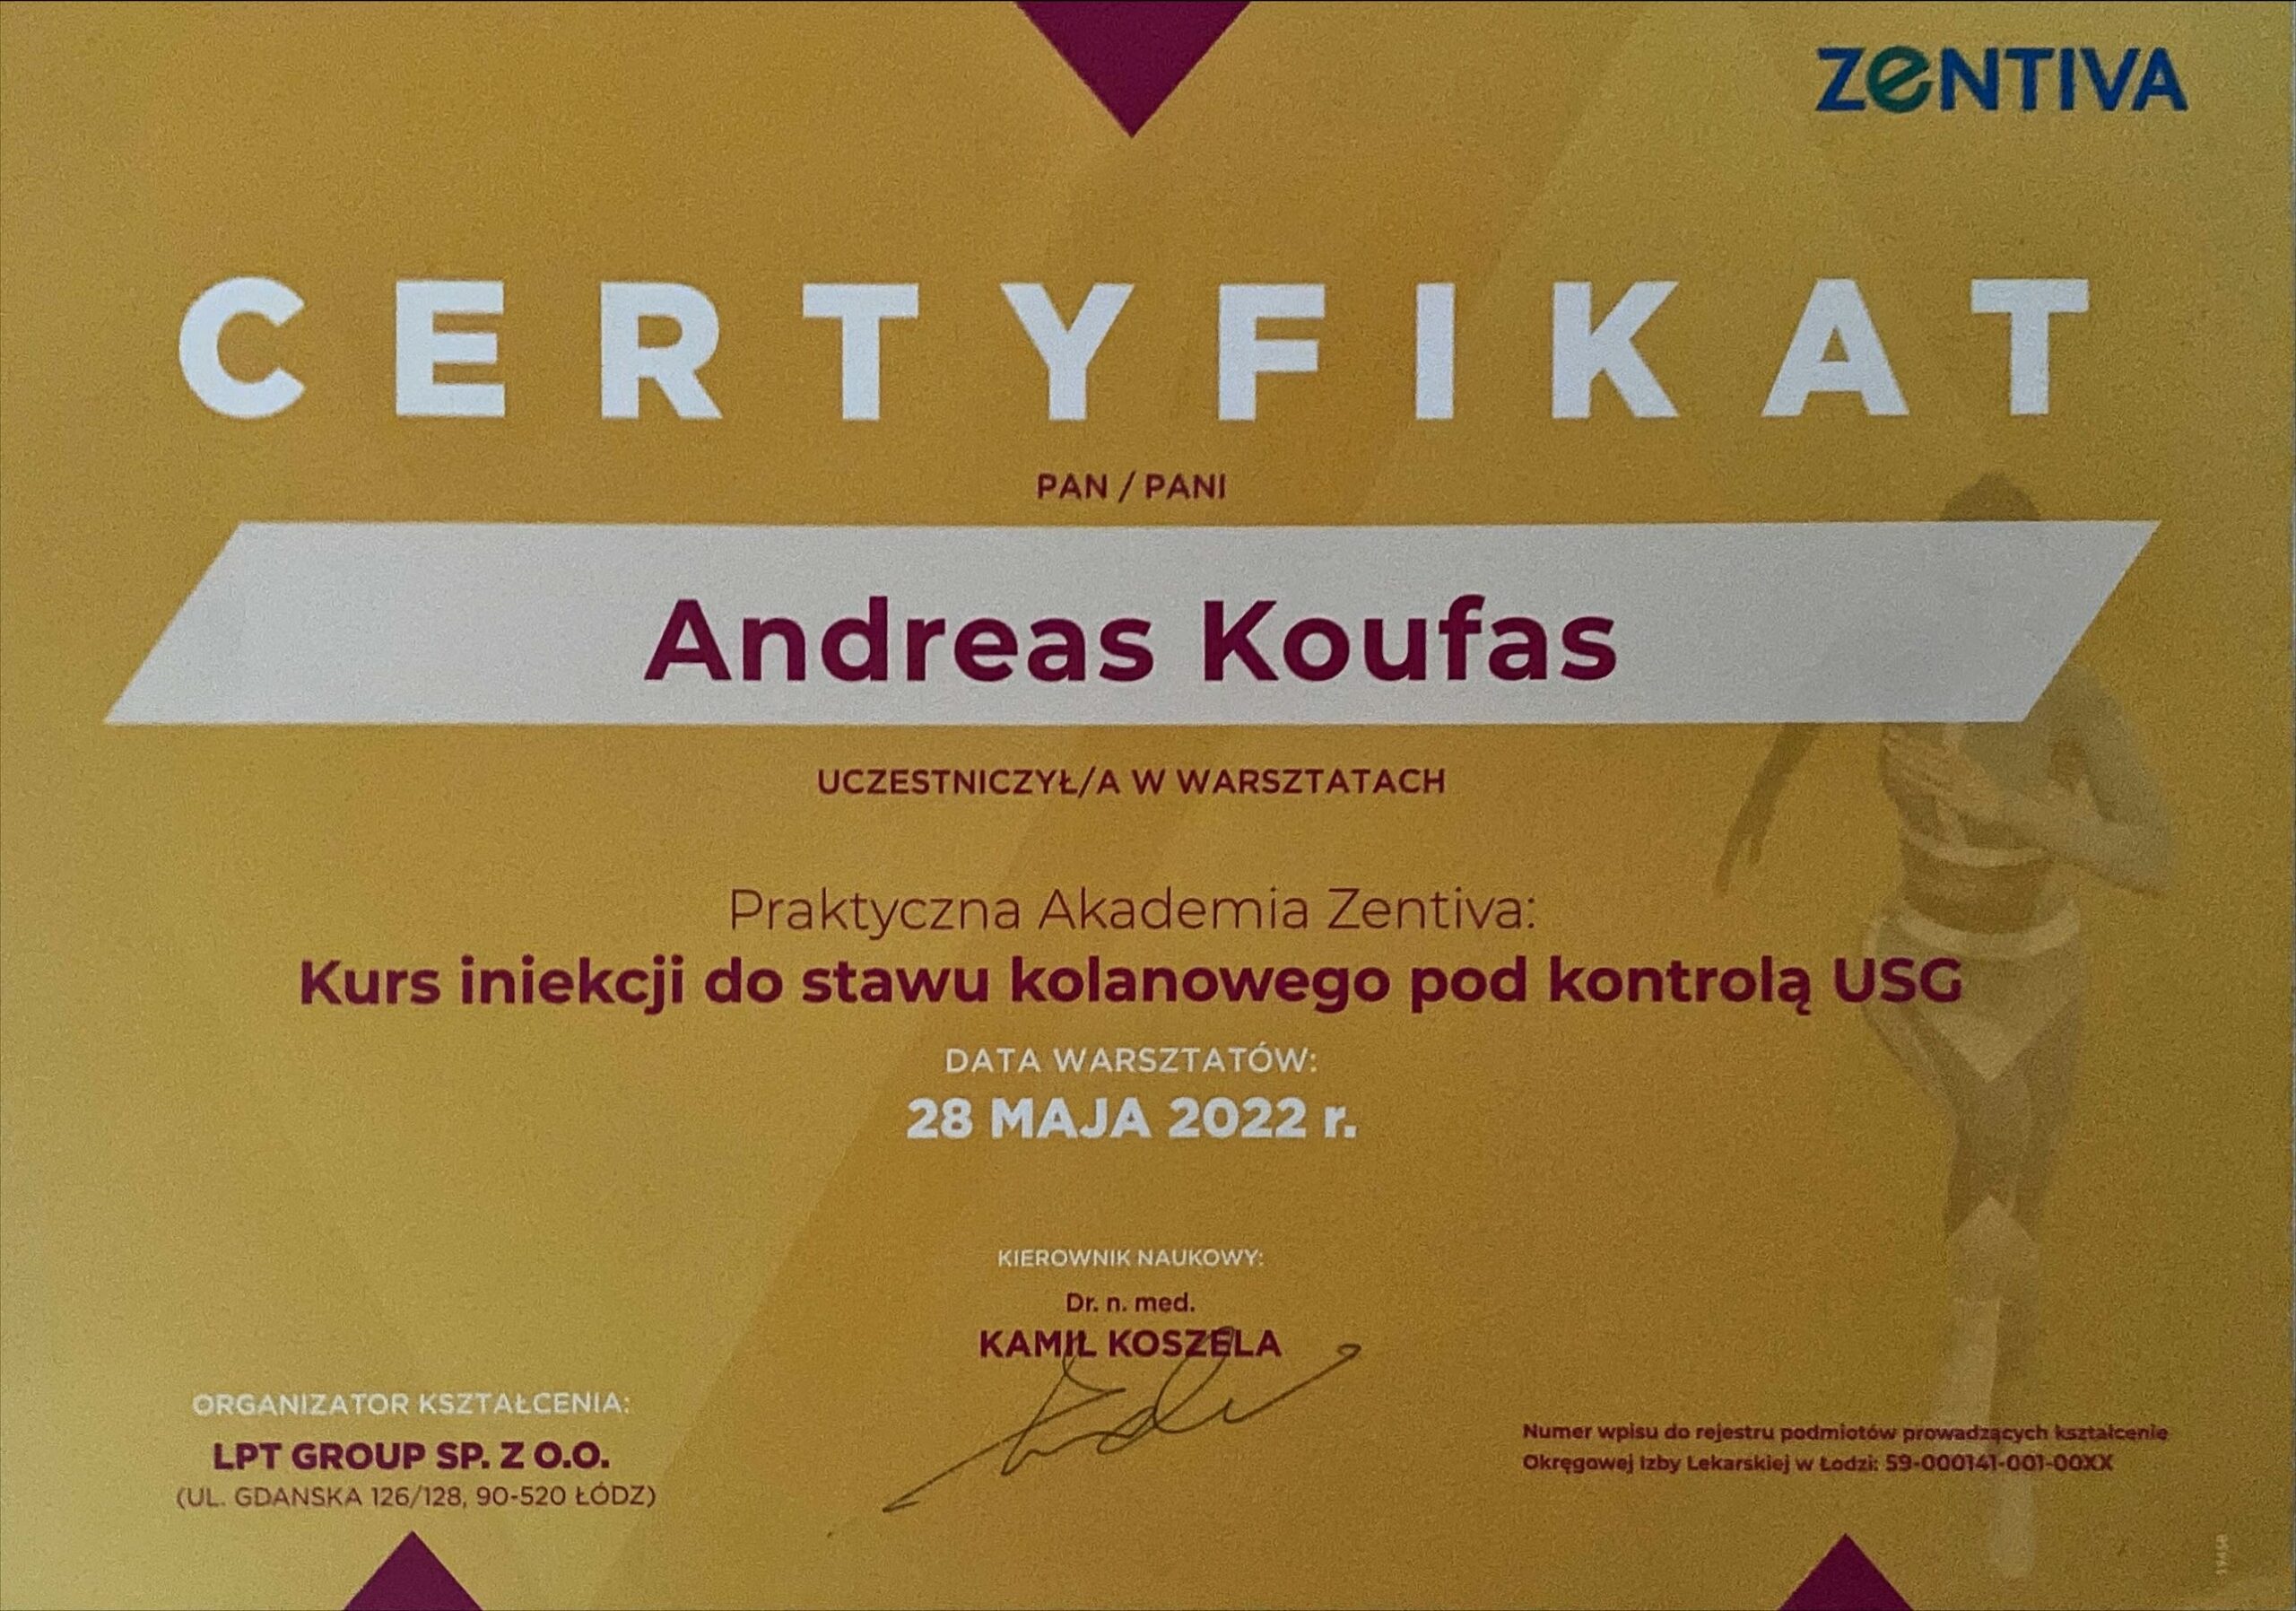 ZENTIVA
CERTYFIKAT
PAN / PANI
Andreas Koufas
UCZESTNICZYŁ/A W WARSZTATACH
Praktyczna Akademia Zentiva:
Kurs iniekcji do stawu kolanowego pod kontrolą USG
DATA WARSZTATÓW:
28 MAJA 2022 r.
KIEROWNIK NAUKOWY:
Dr. n. med.
KAMIL KOSZELA
ORGANIZATOR KSZTAŁCENIA:
LPT GROUP SP. Z O.O.
(UL. GDANSKA 126/128, 90-520 ŁÓDZ)
Numer wpisu do rejestru podmiotów prowadzących kształcenie
Okręgowej Izby Lekarskiej w Łodzi: 59-000141-001-00XX